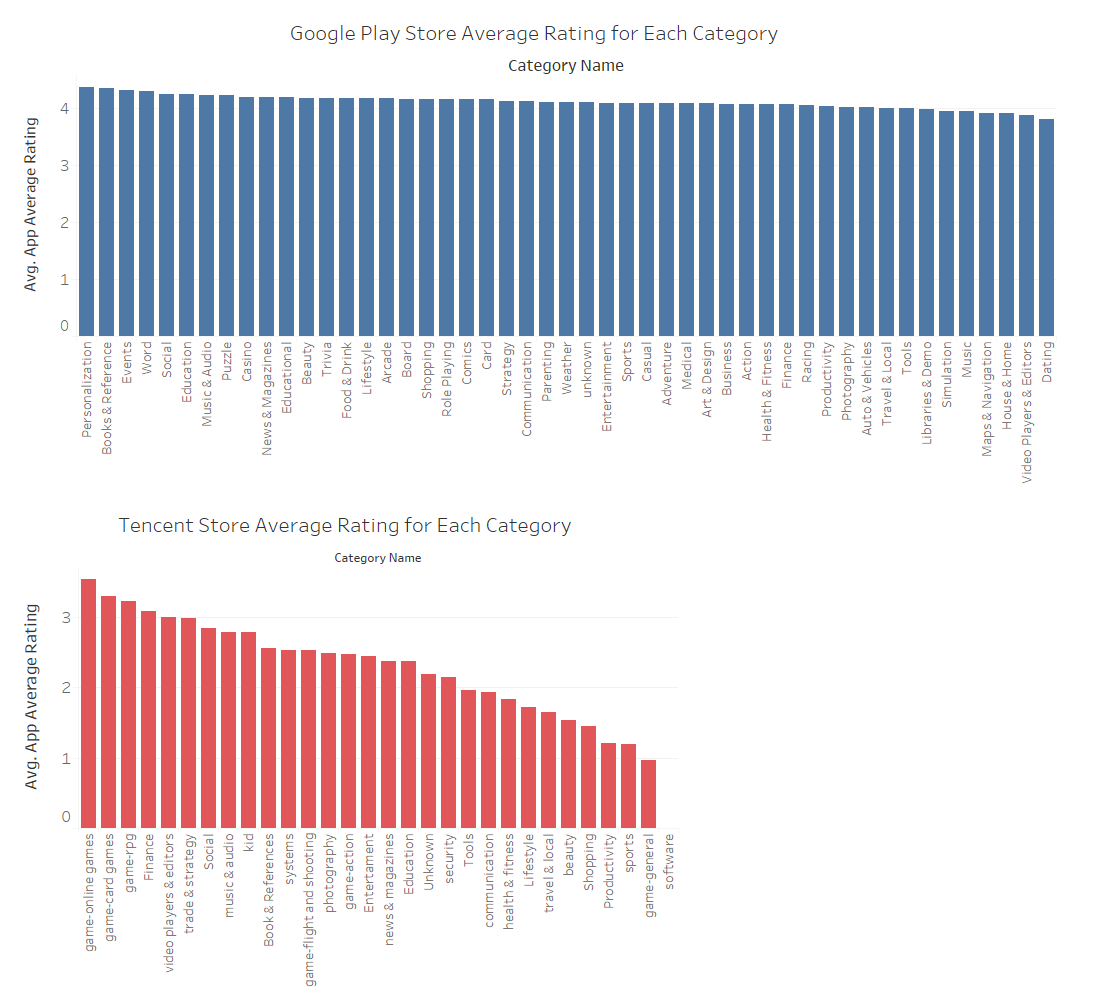 Google Play Store Average Rating for Each Category
Category Name
Avg. App Average Rating
4
3
2
1
0
Personalization
Books & Reference
Events
Word
Social
Education
Music & Audio
Puzzle
Casino
News & Magazines
Educational
Beauty
Trivia
Food & Drink
Lifestyle
Arcade
Board
Shopping
Role Playing
Comics
Card
Strategy
Communication
Parenting
Weather
unknown
Entertainment
Sports
Casual
Adventure
Medical
Art & Design
Business
Action
Health & Fitness
Finance
Racing
Productivity
Photography
Auto & Vehicles
Travel & Local
Tools
Libraries & Demo
Simulation
Music
Maps & Navigation
House & Home
Video Players & Editors
Dating
Tencent Store Average Rating for Each Category
Category Name
Avg. App Average Rating
3
2
1
0
game-online games
game-card games
game-rpg
Finance
video players & editors
trade & strategy
Social
music & audio
kid
Book & References
systems
game-flight and shooting
photography
game-action
Entertament
news & magazines
Education
Unknown
security
Tools
communication
health & fitness
Lifestyle
travel & local
beauty
Shopping
Productivity
sports
game-general
software